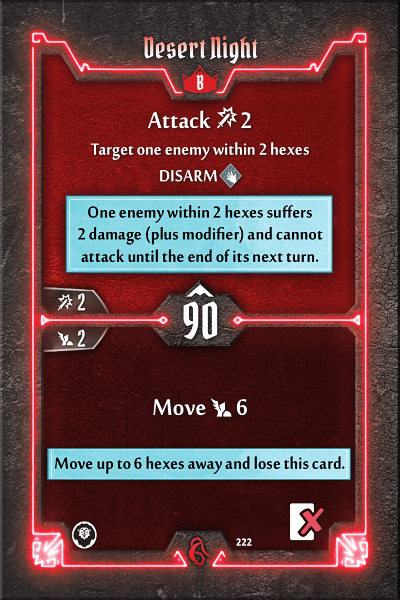 Desert Night
B
Attack 2
Target one enemy within 2 hexes
DISARM
One enemy within 2 hexes suffers
2 damage (plus modifier) and cannot
attack until the end of its next turn.
2
90
2
Move 6
Move up to 6 hexes away and lose this card.
222